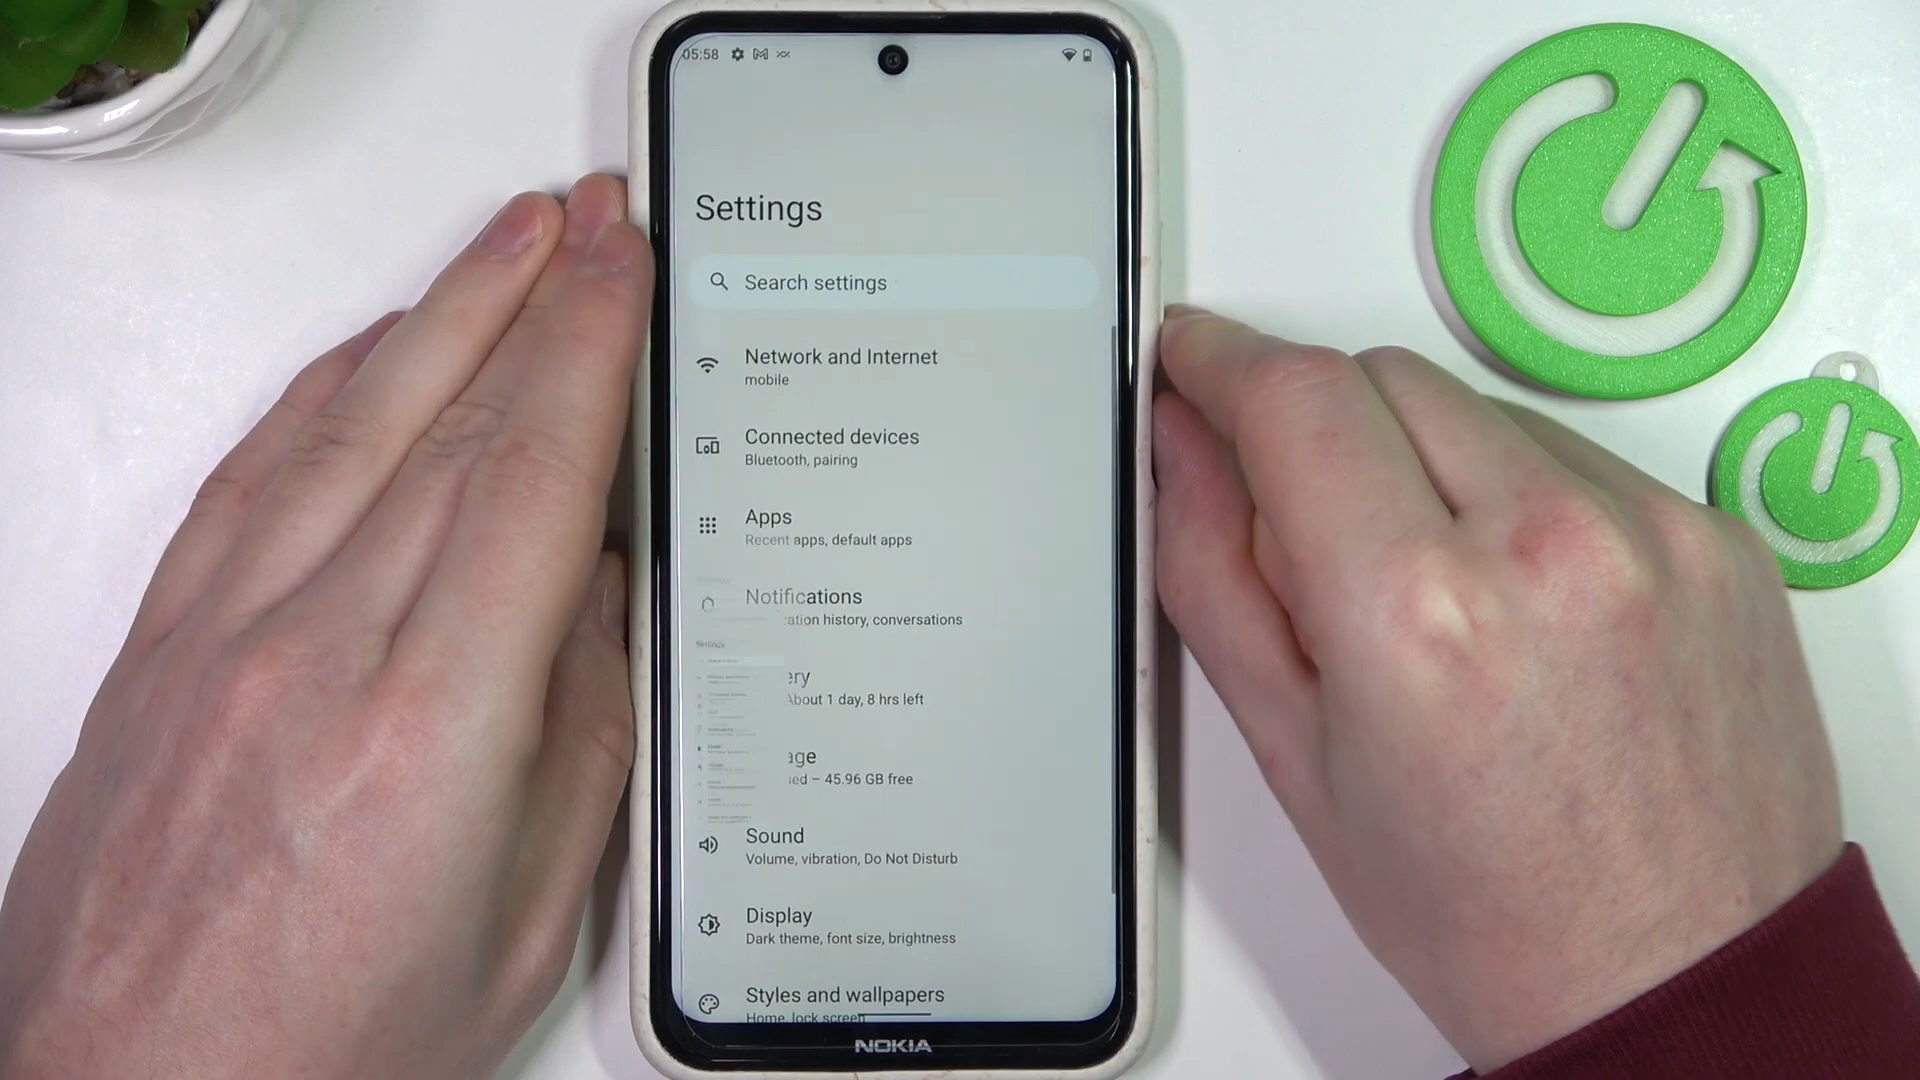 05:58
Settings
Search settings
Network and Internet
mobile
Connected devices
Bluetooth, pairing
Apps
Recent apps, default apps
Notifications
ation history, conversations
ery
About 1 day, 8 hrs left
age
ed – 45.96 GB free
Settings
Sound
Volume, vibration, Do Not Disturb
Display
Dark theme, font size, brightness
Styles and wallpapers
Home, lock screen
NOKIA